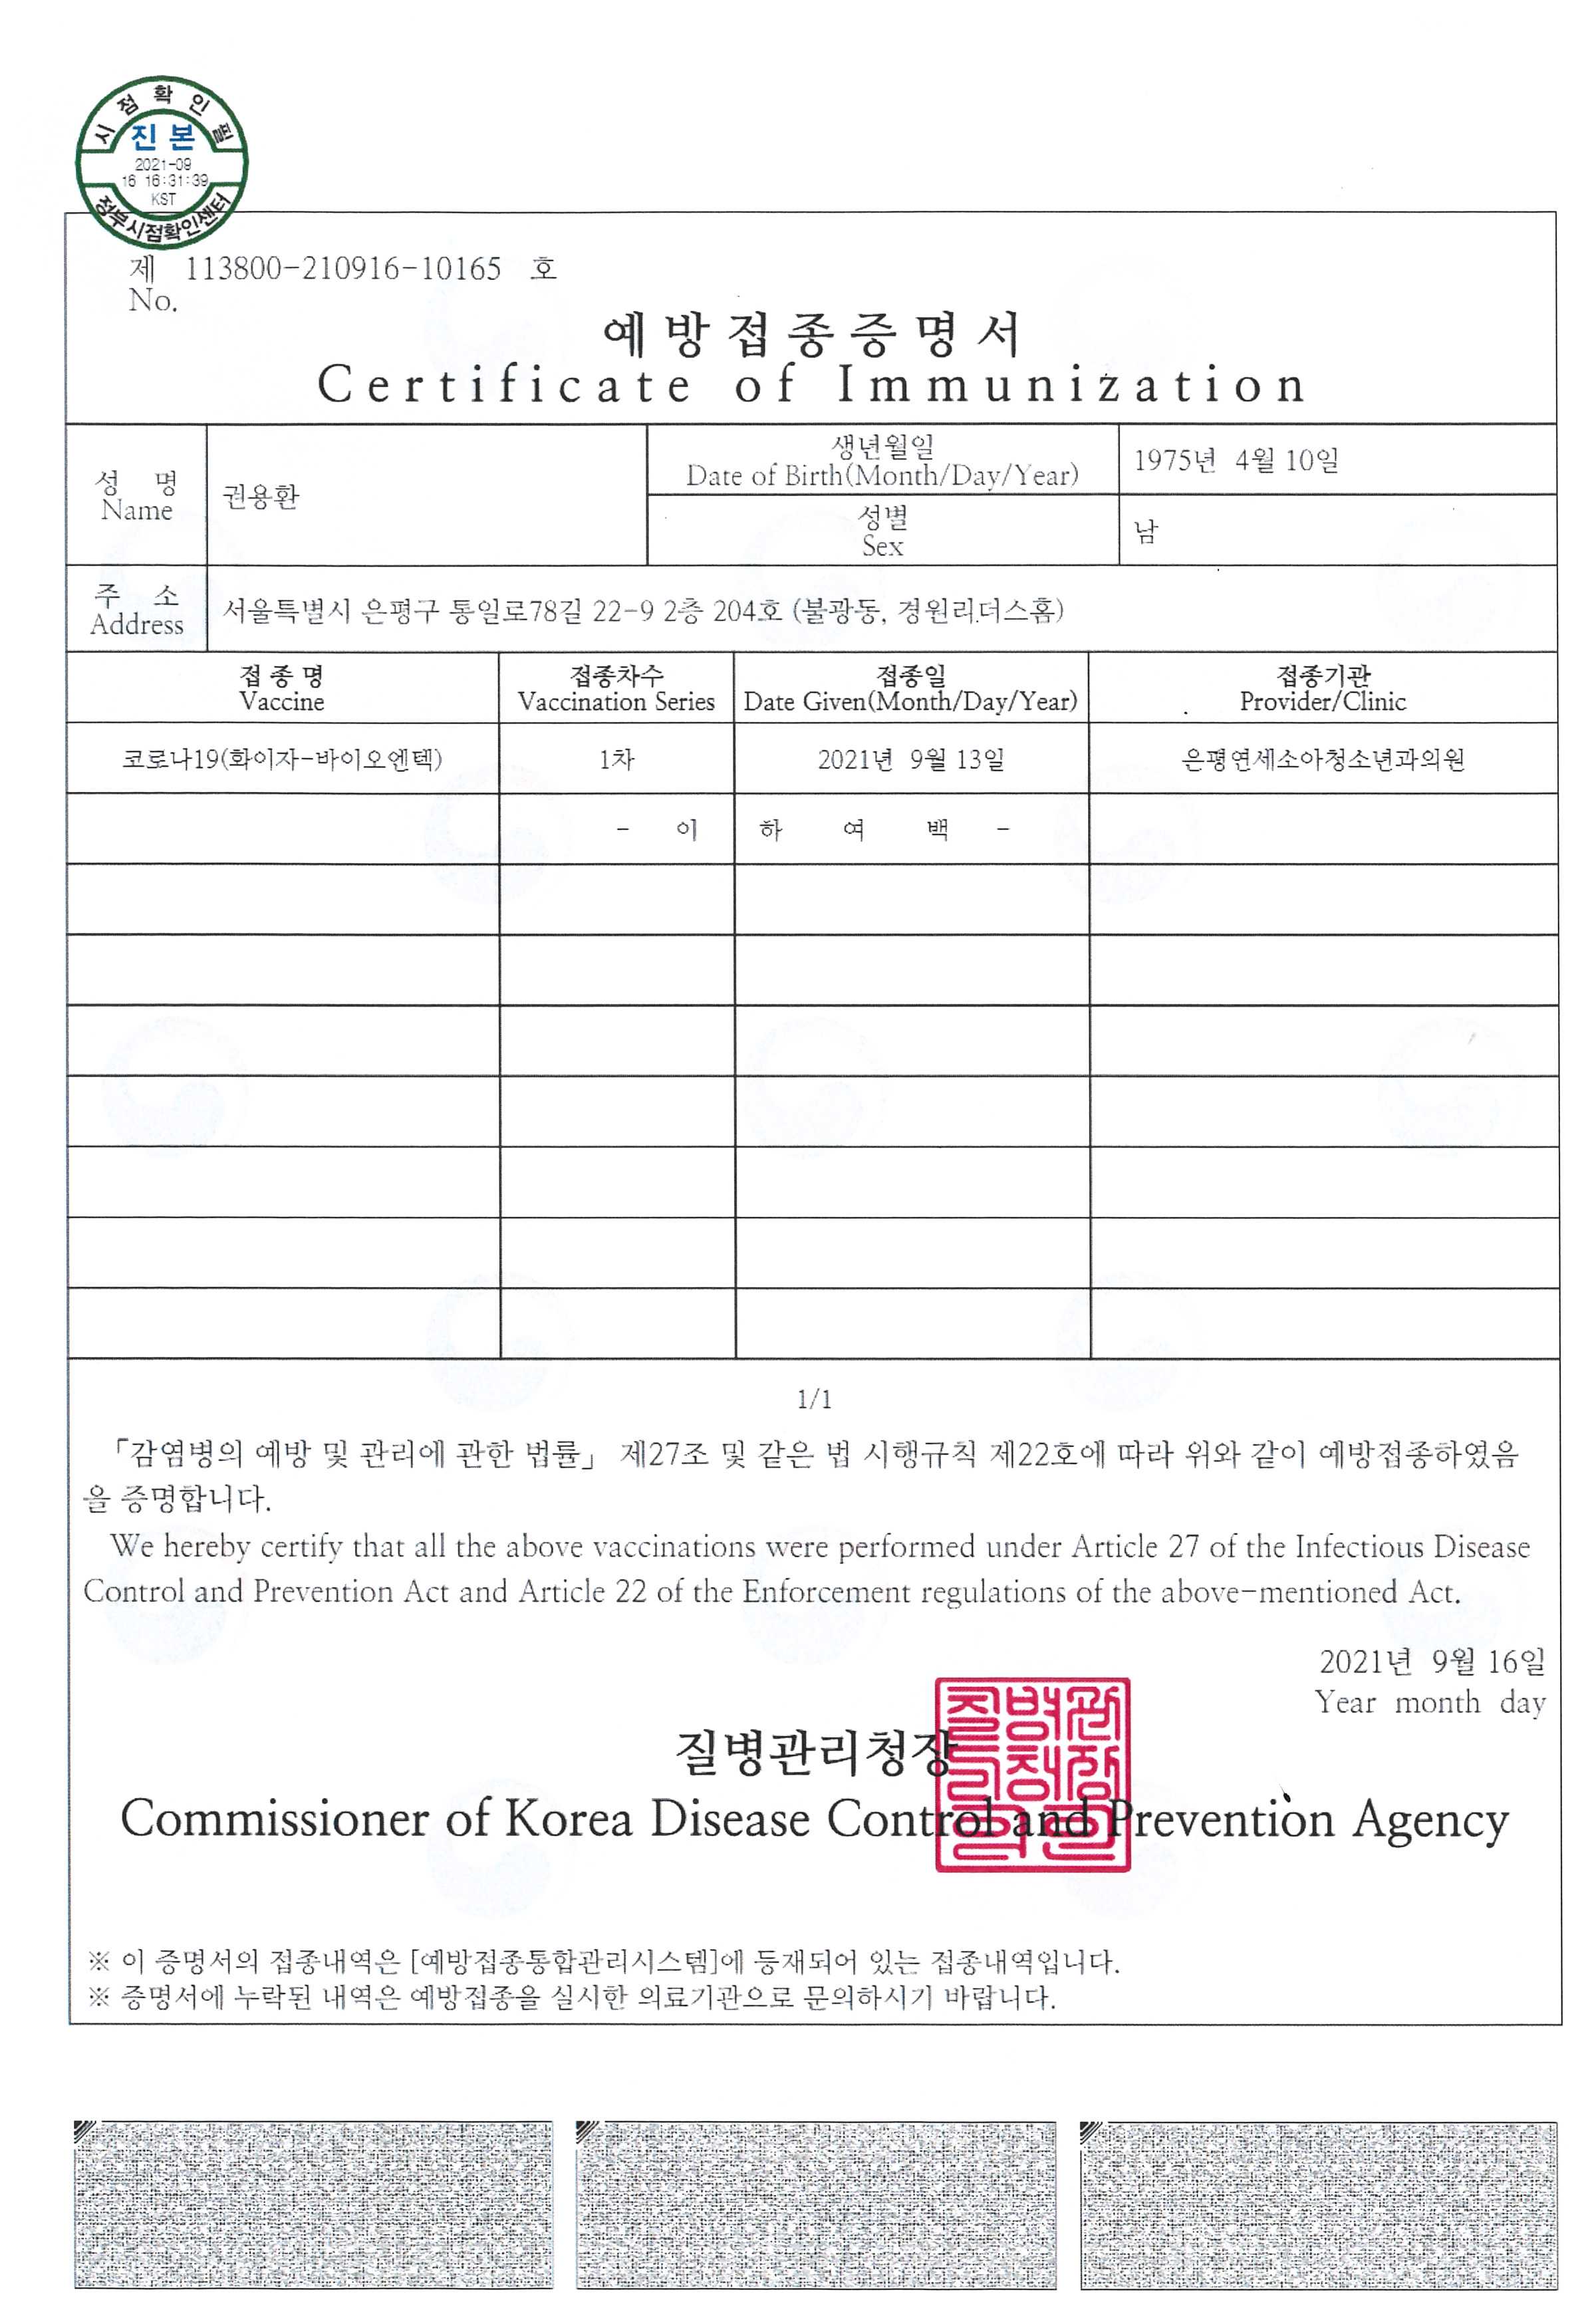 시점확인필
진본
2021-09
16 16:31:39
KST
정부시점확인센터
제 113800-210916-10165 호
No.
예방접종증명서
Certificate of Immunization
성 명
Name
권용환
생년월일
Date of Birth(Month/Day/Year)
1975년 4월 10일
성별
Sex
남
주 소
Address
서울특별시 은평구 통일로78길 22-9 2층 204호 (불광동, 경원리더스홈)
접종명 접종차수 접종일 접종기관
Vaccine Vaccination Series Date Given(Month/Day/Year) Provider/Clinic
코로나19(화이자-바이오엔텍) 1차 2021년 9월 13일 은평연세소아청소년과의원
- 이 하 여 백 -
1/1
「감염병의 예방 및 관리에 관한 법률」 제27조 및 같은 법 시행규칙 제22호에 따라 위와 같이 예방접종하였음
을 증명합니다.
We hereby certify that all the above vaccinations were performed under Article 27 of the Infectious Disease
Control and Prevention Act and Article 22 of the Enforcement regulations of the above-mentioned Act.
2021년 9월 16일
Year month day
질병관리청장
Commissioner of Korea Disease Control and Prevention Agency
질병관
리청장
의인
※ 이 증명서의 접종내역은 [예방접종통합관리시스템]에 등재되어 있는 접종내역입니다.
※ 증명서에 누락된 내역은 예방접종을 실시한 의료기관으로 문의하시기 바랍니다.